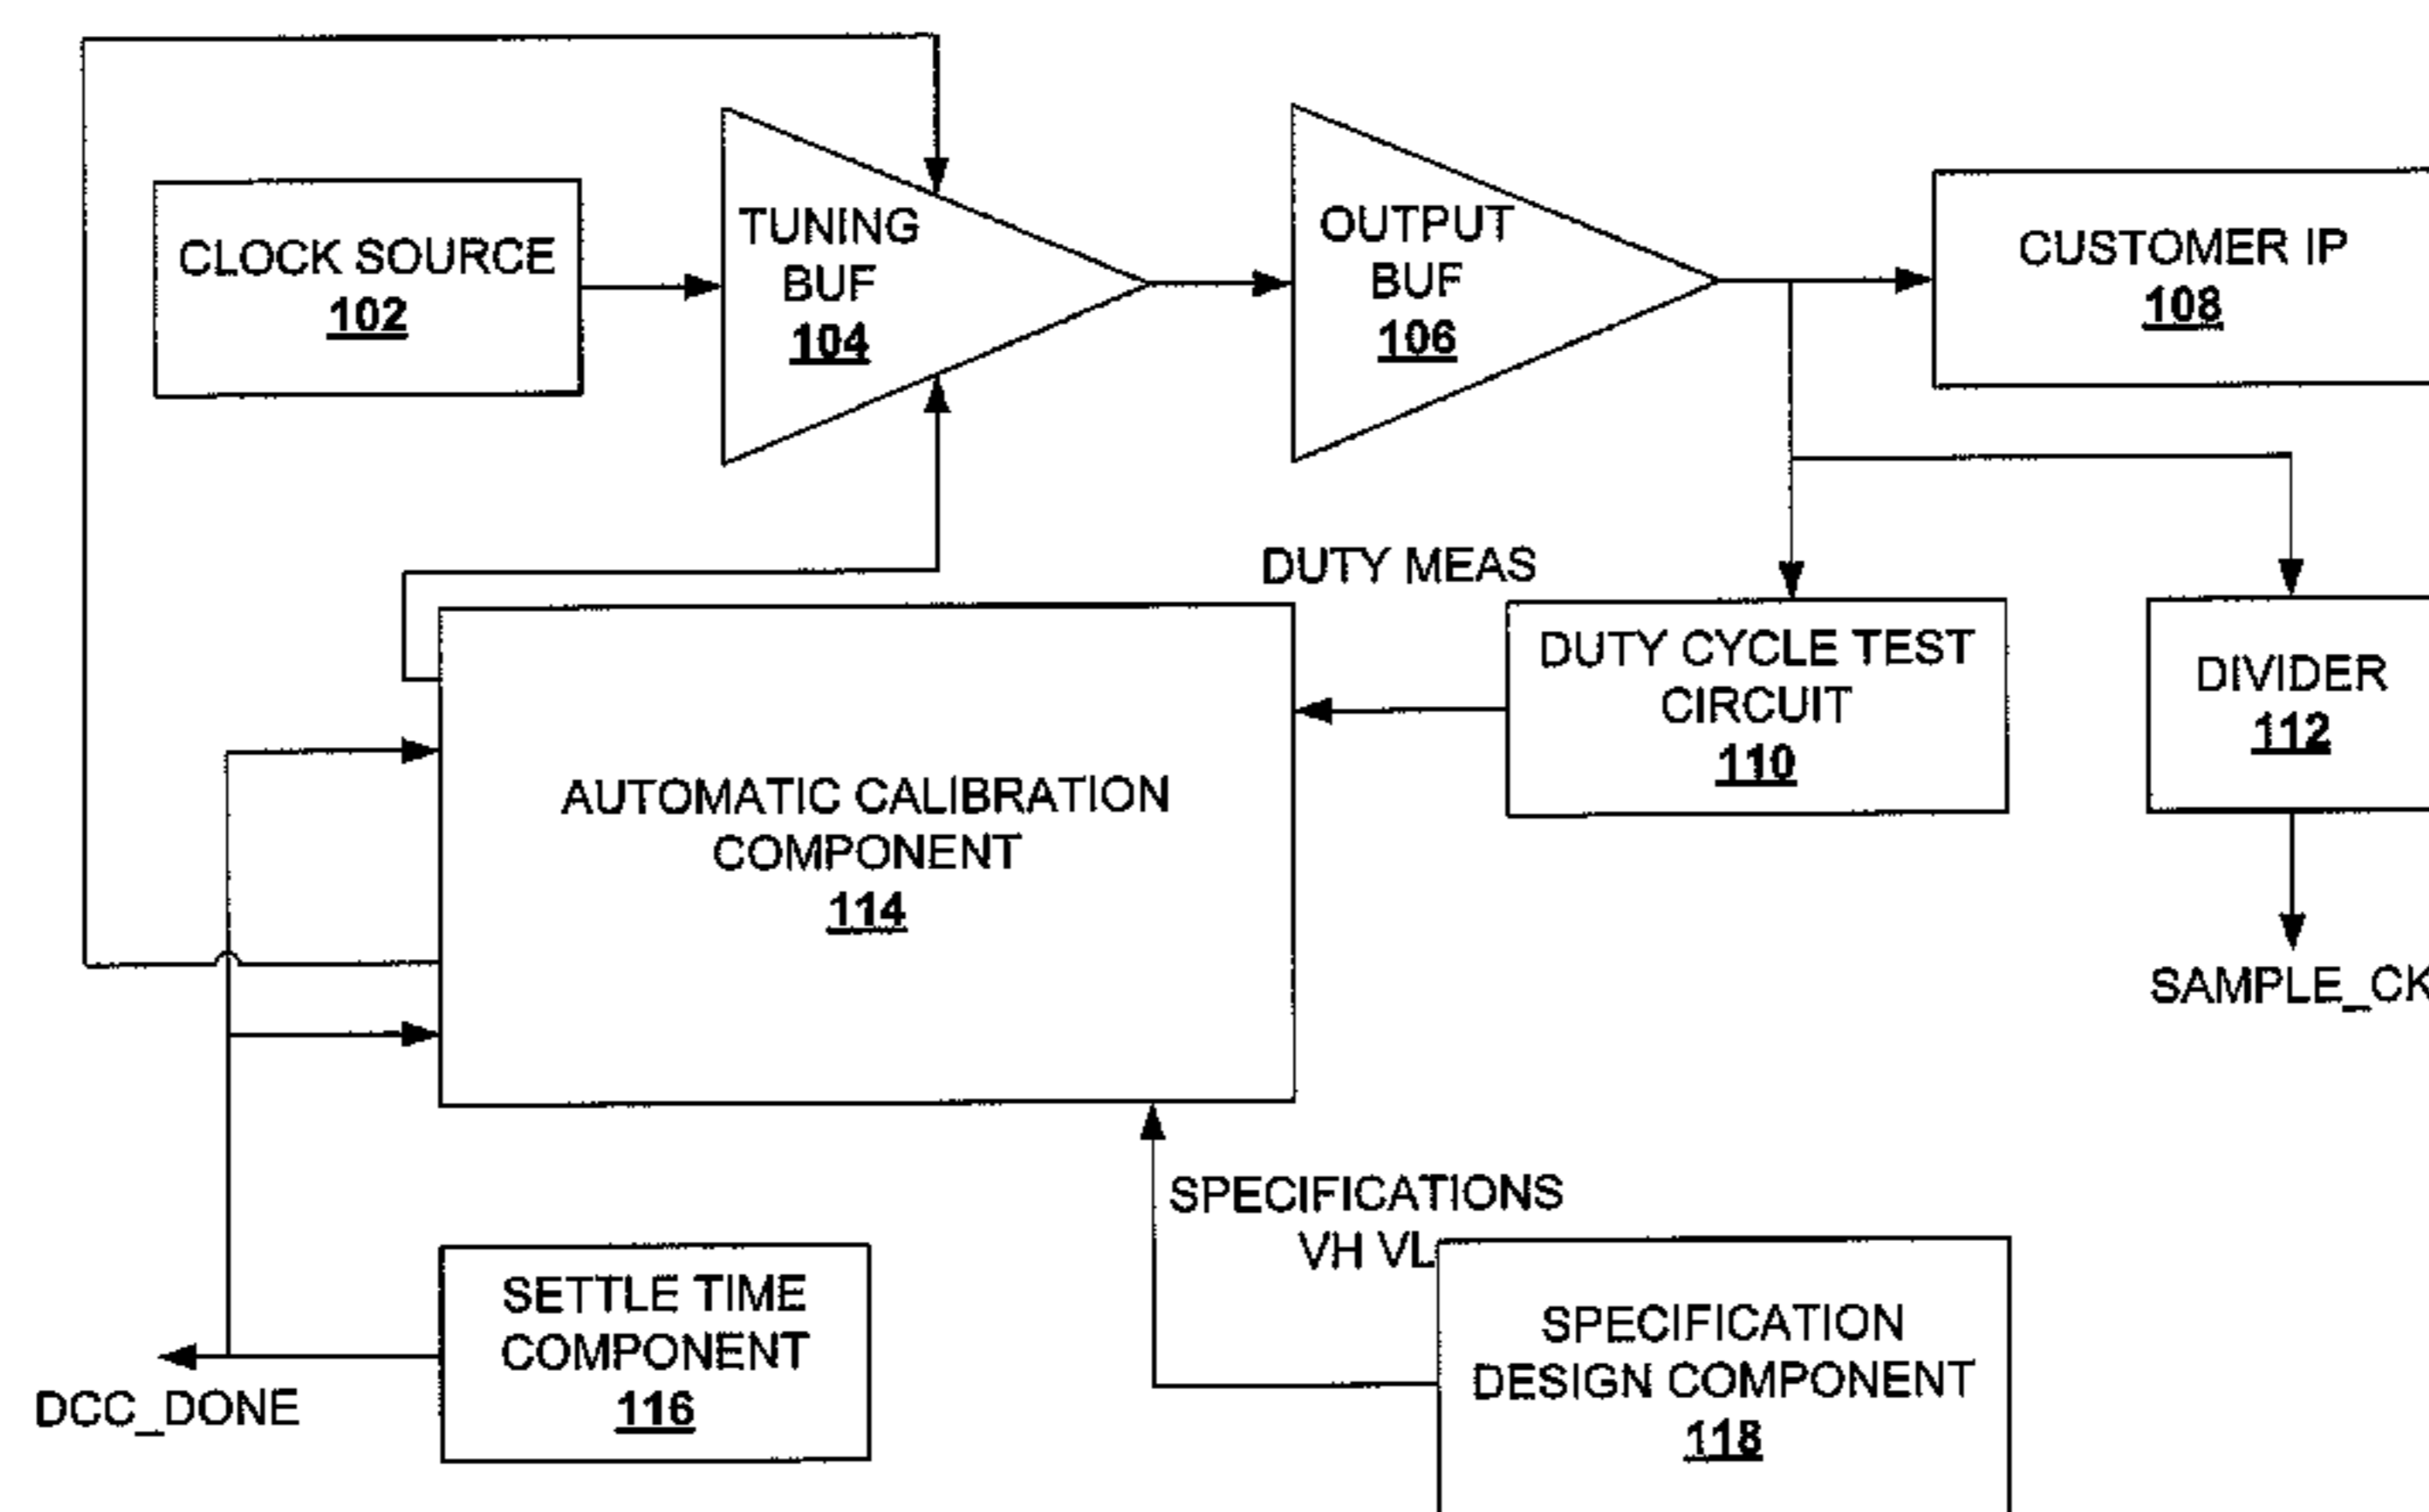 CLOCK SOURCE
102
TUNING
BUF
104
OUTPUT
BUF
106
CUSTOMER IP
108
DUTY MEAS
DUTY CYCLE TEST
CIRCUIT
110
DIVIDER
112
AUTOMATIC CALIBRATION
COMPONENT
114
SAMPLE_CK
SPECIFICATIONS
VH VL
SETTLE TIME
COMPONENT
116
DCC_DONE
SPECIFICATION
DESIGN COMPONENT
118